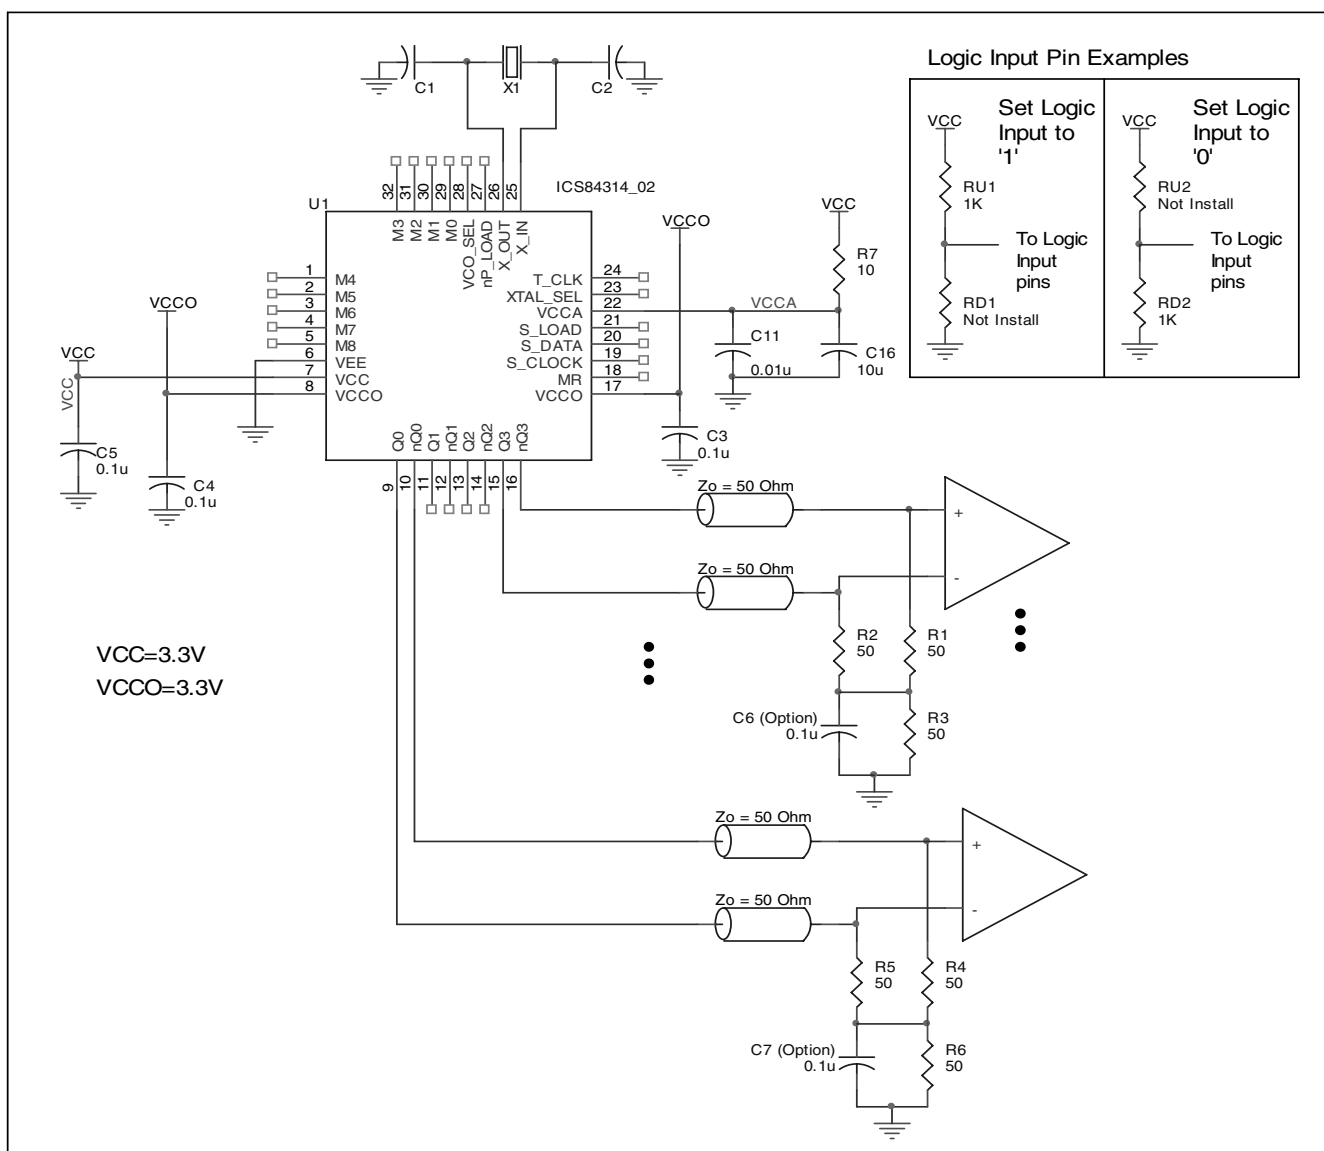 Logic Input Pin Examples
C1
X1
C2
Set Logic Input to '1'
VCC
RU1
1K
To Logic Input pins
RD1
Not Install
Set Logic Input to '0'
VCC
RU2
Not Install
To Logic Input pins
RD2
1K
U1
ICS84314_02
32
31
30
29
28
27
26
25
M3
M2
M1
M0
VCO_SEL
nP_LOAD
X_OUT
X_IN
1 M4
2 M5
3 M6
4 M7
5 M8
6 VEE
7 VCC
8 VCCO
T_CLK 24
XTAL_SEL 23
VCCA 22
S_LOAD 21
S_DATA 20
S_CLOCK 19
MR 18
VCCO 17
Q0
nQ0
Q1
nQ1
Q2
nQ2
Q3
nQ3
9
10
11
12
13
14
15
16
VCCO
VCC
VCC
C5
0.1u
C4
0.1u
VCCO
VCC
R7
10
VCCA
C11
0.01u
C16
10u
C3
0.1u
Zo = 50 Ohm
+
Zo = 50 Ohm
-
R2
50
R1
50
C6 (Option)
0.1u
R3
50
VCC=3.3V
VCCO=3.3V
Zo = 50 Ohm
+
Zo = 50 Ohm
-
R5
50
R4
50
C7 (Option)
0.1u
R6
50